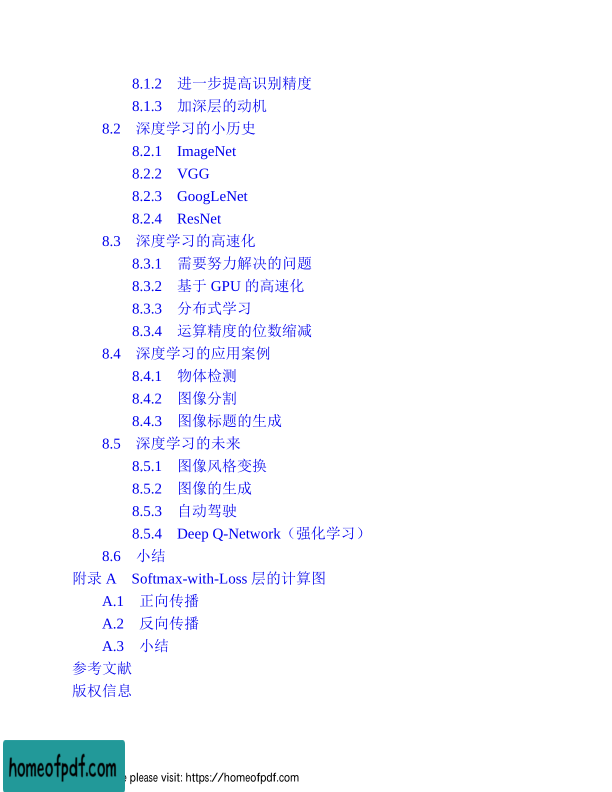 8.1.2 进一步提高识别精度
8.1.3 加深层的动机
8.2 深度学习的小历史
8.2.1 ImageNet
8.2.2 VGG
8.2.3 GoogLeNet
8.2.4 ResNet
8.3 深度学习的高速化
8.3.1 需要努力解决的问题
8.3.2 基于 GPU 的高速化
8.3.3 分布式学习
8.3.4 运算精度的位数缩减
8.4 深度学习的应用案例
8.4.1 物体检测
8.4.2 图像分割
8.4.3 图像标题的生成
8.5 深度学习的未来
8.5.1 图像风格变换
8.5.2 图像的生成
8.5.3 自动驾驶
8.5.4 Deep Q-Network（强化学习）
8.6 小结
附录 A Softmax-with-Loss 层的计算图
A.1 正向传播
A.2 反向传播
A.3 小结
参考文献
版权信息
homeofpdf.com
please visit: https://homeofpdf.com